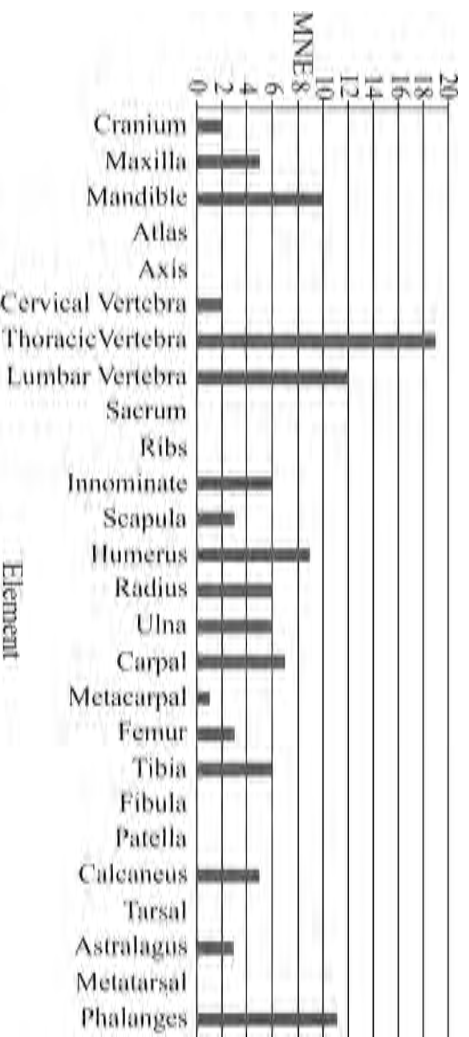 MNE
0
2
4
6
8
10
12
14
16
18
20
Cranium
Maxilla
Mandible
Atlas
Axis
Cervical Vertebra
ThoracicVertebra
Lumbar Vertebra
Sacrum
Ribs
Innominate
Scapula
Humerus
Radius
Ulna
Carpal
Metacarpal
Femur
Tibia
Fibula
Patella
Calcaneus
Tarsal
Astralagus
Metatarsal
Phalanges
Element